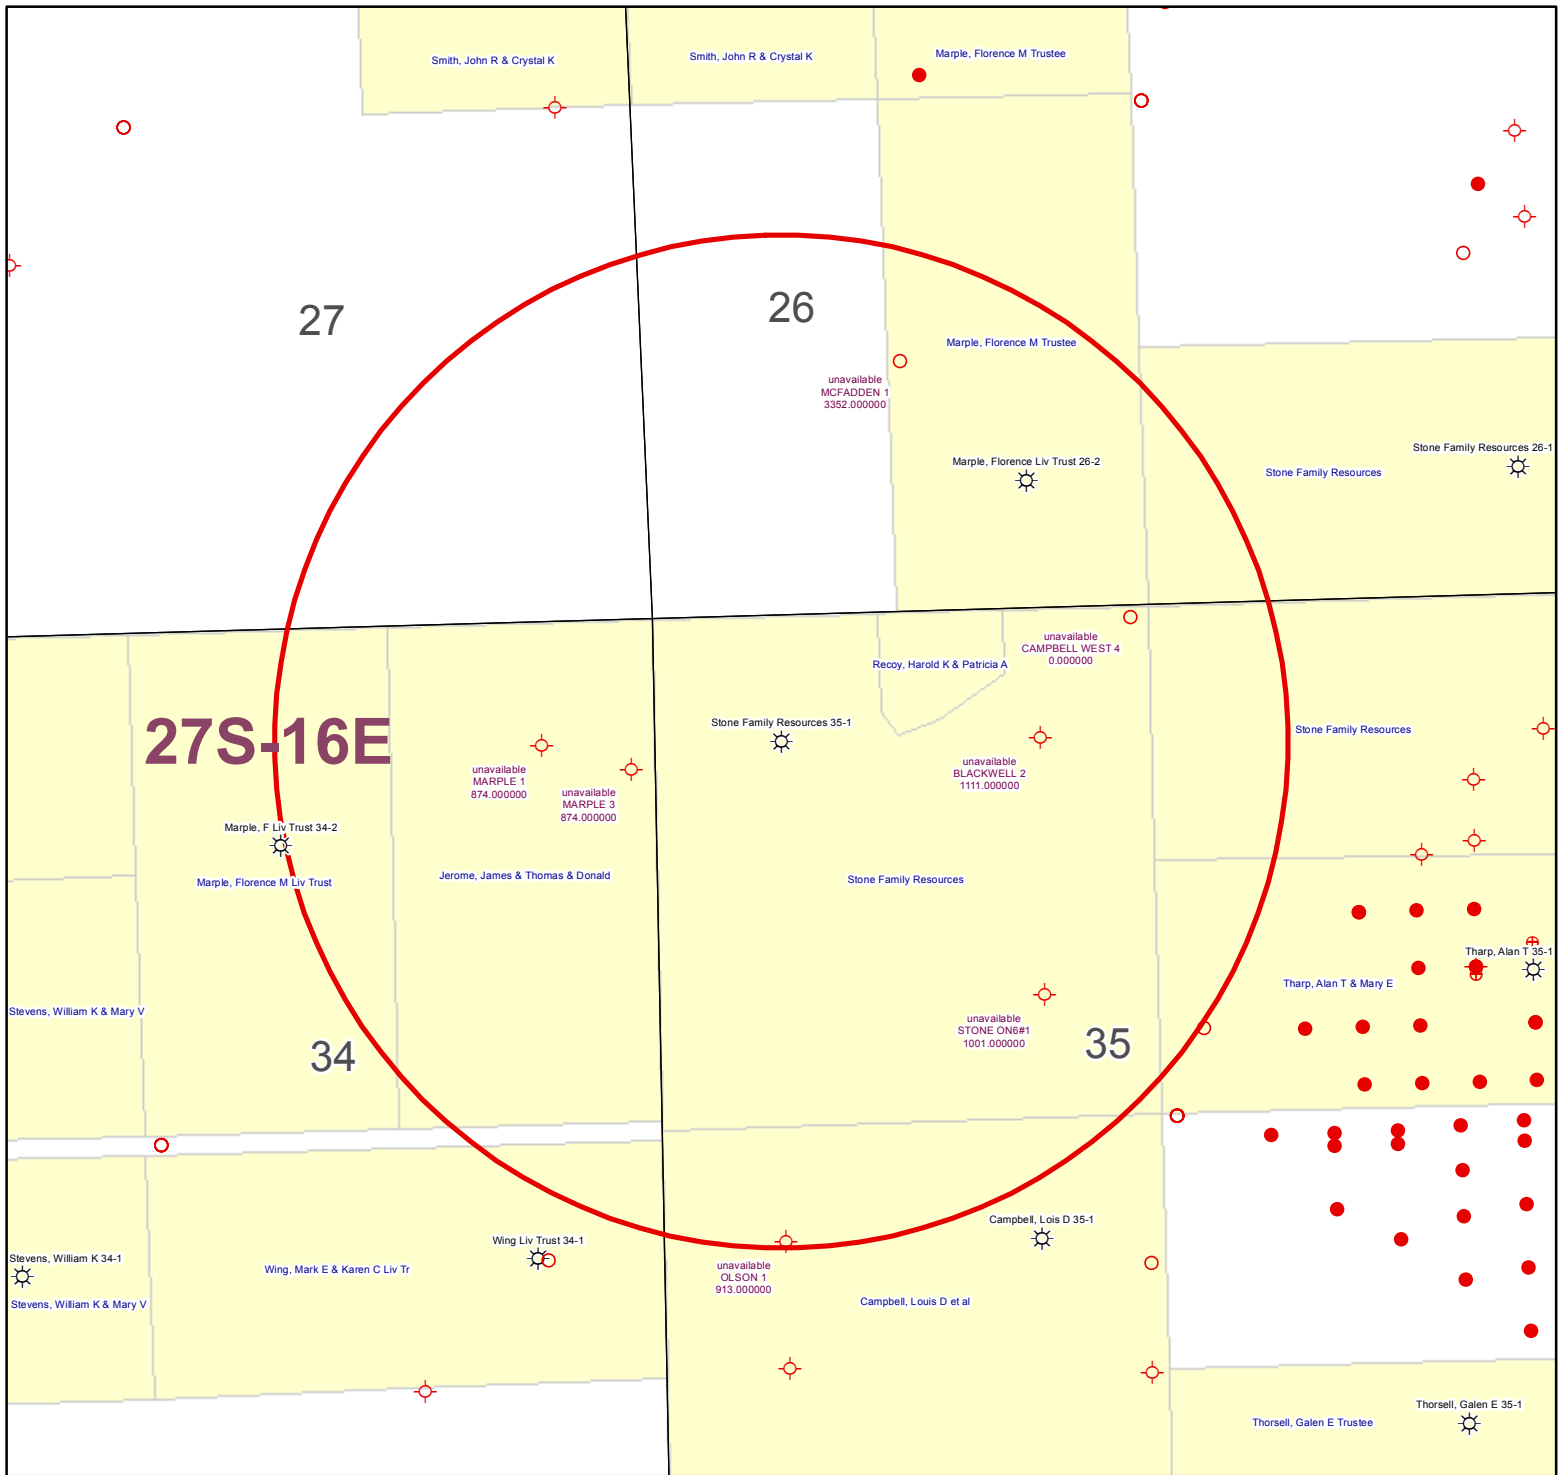 Smith, John R & Crystal K
Smith, John R & Crystal K
Marple, Florence M Trustee
27
26
Marple, Florence M Trustee
unavailable
MCFADDEN 1
3352.000000
Marple, Florence Liv Trust 26-2
Stone Family Resources 26-1
Stone Family Resources
unavailable
CAMPBELL WEST 4
0.000000
Recoy, Harold K & Patricia A
27S-16E
Stone Family Resources 35-1
Stone Family Resources
unavailable
MARPLE 1
874.000000
unavailable
MARPLE 3
874.000000
unavailable
BLACKWELL 2
1111.000000
Marple, F Liv Trust 34-2
Marple, Florence M Liv Trust
Jerome, James & Thomas & Donald
Stone Family Resources
Tharp, Alan T 35-1
Tharp, Alan T & Mary E
Stevens, William K & Mary V
unavailable
STONE ON6#1
1001.000000
34
35
Campbell, Lois D 35-1
Wing Liv Trust 34-1
Stevens, William K 34-1
Wing, Mark E & Karen C Liv Tr
unavailable
OLSON 1
913.000000
Stevens, William K & Mary V
Campbell, Louis D et al
Thorsell, Galen E 35-1
Thorsell, Galen E Trustee